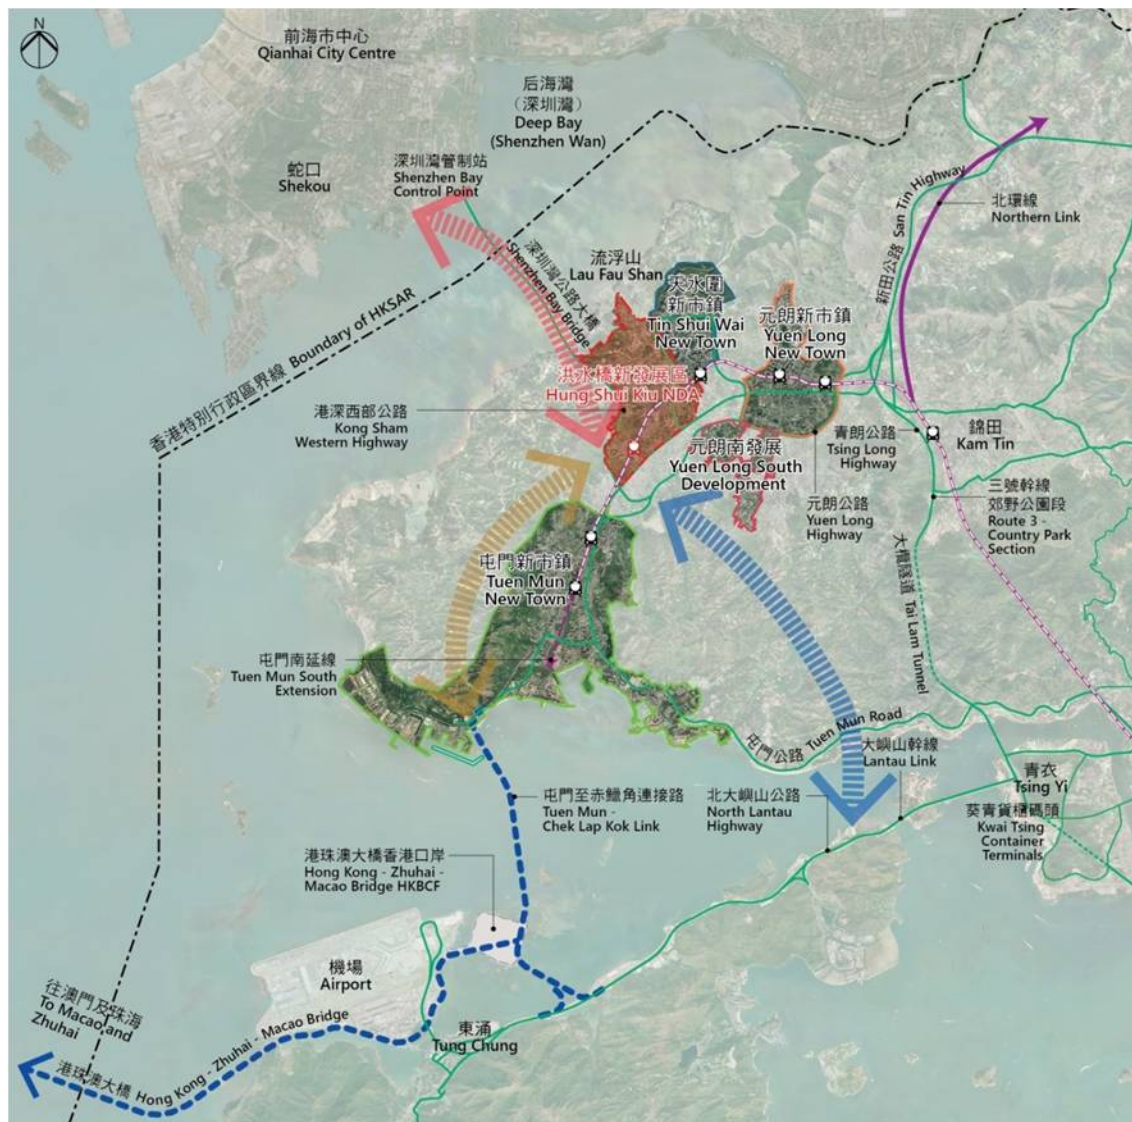 N
前海市中心
Qianhai City Centre
后海灣
（深圳灣）
Deep Bay
(Shenzhen Wan)
蛇口
Shekou
深圳灣管制站
Shenzhen Bay
Control Point
新田公路 San Tin Highway
北環線
Northern Link
深圳灣公路大橋
Shenzhen Bay Bridge
流浮山
Lau Fau Shan
天水圍
新市鎮
Tin Shui Wai
New Town
元朗新市鎮
Yuen Long
New Town
香港特別行政區界線 Boundary of HKSAR
洪水橋新發展區
Hung Shui Kiu NDA
港深西部公路
Kong Sham
Western Highway
元朗南發展
Yuen Long South
Development
青朗公路
Tsing Long
Highway
錦田
Kam Tin
元朗公路
Yuen Long
Highway
三號幹線
郊野公園段
Route 3 -
Country Park
Section
屯門新市鎮
Tuen Mun
New Town
大欖隧道 Tai Lam Tunnel
屯門南延線
Tuen Mun South
Extension
屯門公路 Tuen Mun Road
大嶼山幹線
Lantau Link
青衣
Tsing Yi
屯門至赤鱲角連接路
Tuen Mun -
Chek Lap Kok Link
北大嶼山公路
North Lantau
Highway
葵青貨櫃碼頭
Kwai Tsing
Container
Terminals
港珠澳大橋香港口岸
Hong Kong - Zhuhai -
Macao Bridge HKBCF
機場
Airport
往澳門及珠海
To Macao and
Zhuhai
東涌
Tung Chung
港珠澳大橋 Hong Kong - Zhuhai - Macao Bridge